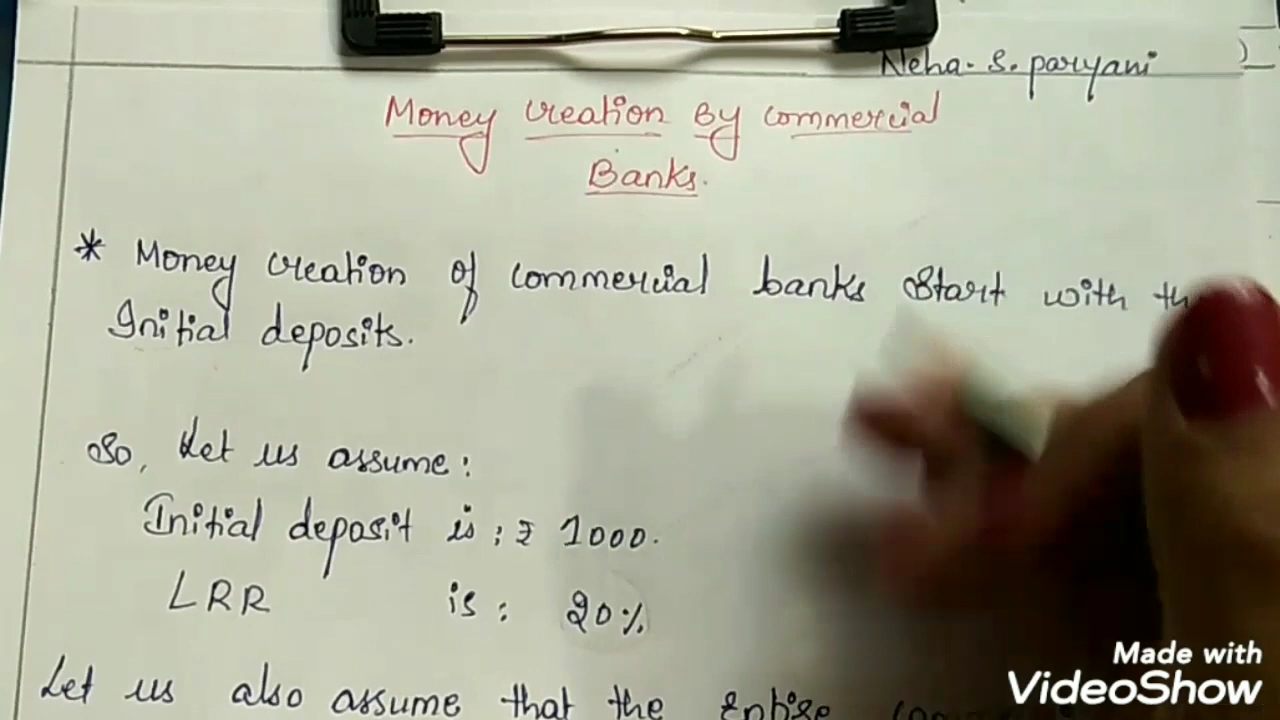 Neha. S. paryani
Money creation By commercial
Banks.
* Money creation of commercial banks start with
Initial deposits.
So, Let us assume:
Initial deposit is : ₹ 1000.
LRR is : 20%
Let us also assume that the
Made with
VideoShow